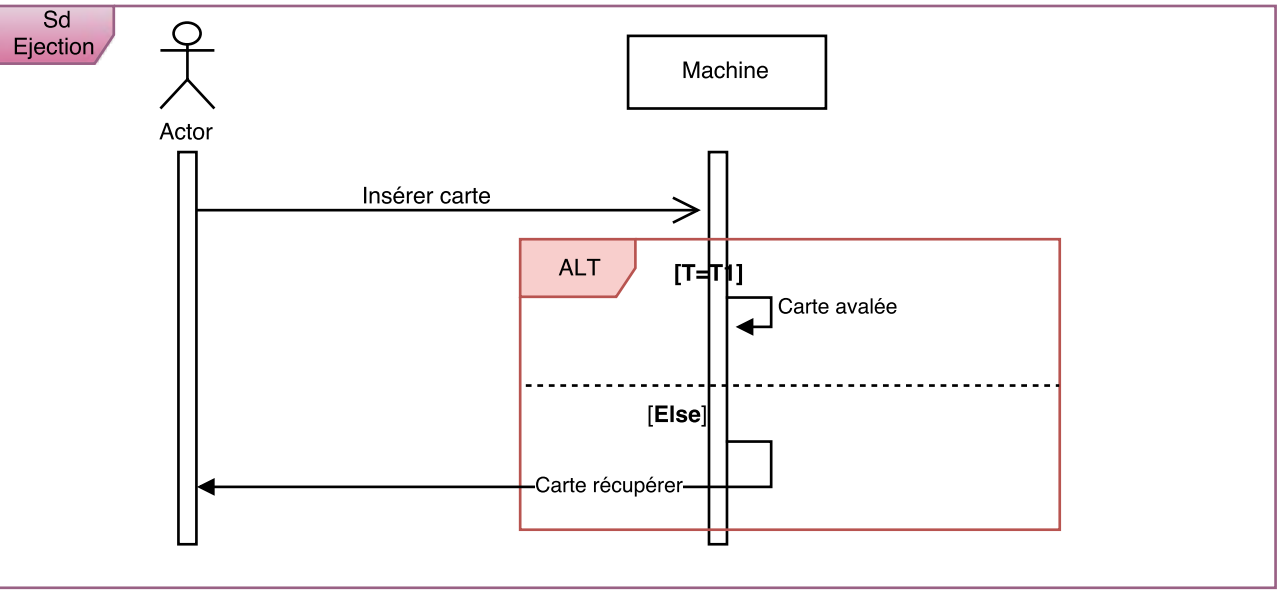 Sd
Ejection
Machine
Actor
Insérer carte
ALT
[T=T1]
Carte avalée
[Else]
Carte récupérer